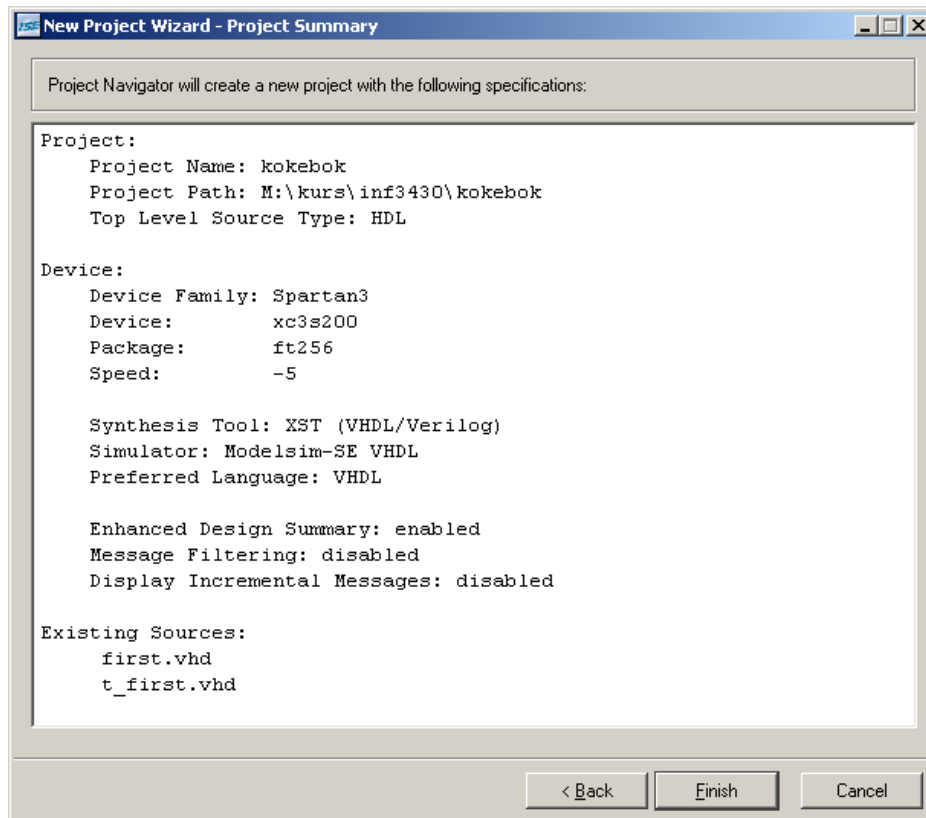 ISE New Project Wizard - Project Summary
Project Navigator will create a new project with the following specifications:
Project:
Project Name: kokebok
Project Path: M:\kurs\inf3430\kokebok
Top Level Source Type: HDL
Device:
Device Family: Spartan3
Device: xc3s200
Package: ft256
Speed: -5
Synthesis Tool: XST (VHDL/Verilog)
Simulator: Modelsim-SE VHDL
Preferred Language: VHDL
Enhanced Design Summary: enabled
Message Filtering: disabled
Display Incremental Messages: disabled
Existing Sources:
first.vhd
t_first.vhd
< Back Finish Cancel